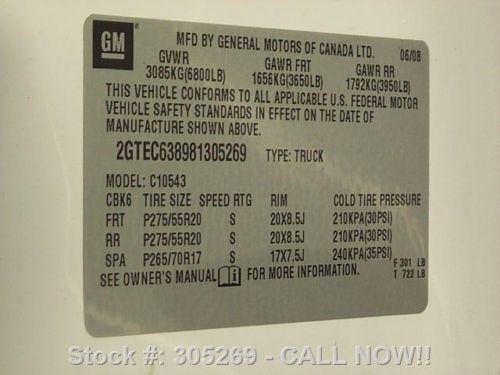 GM
MFD BY GENERAL MOTORS OF CANADA LTD. 06/08
GVWR GAWR FRT GAWR RR
3085KG(6800LB) 1656KG(3650LB) 1792KG(3950LB)
THIS VEHICLE CONFORMS TO ALL APPLICABLE U.S. FEDERAL MOTOR
VEHICLE SAFETY STANDARDS IN EFFECT ON THE DATE OF
MANUFACTURE SHOWN ABOVE.
2GTEC638981305269 TYPE: TRUCK
MODEL: C10543
CBK6 TIRE SIZE SPEED RTG RIM COLD TIRE PRESSURE
FRT P275/55R20 S 20X8.5J 210KPA(30PSI)
RR P275/55R20 S 20X8.5J 210KPA(30PSI)
SPA P265/70R17 S 17X7.5J 240KPA(35PSI)
F 301 LB
SEE OWNER'S MANUAL FOR MORE INFORMATION. T 722 LB
Stock #: 305269 - CALL NOW!!